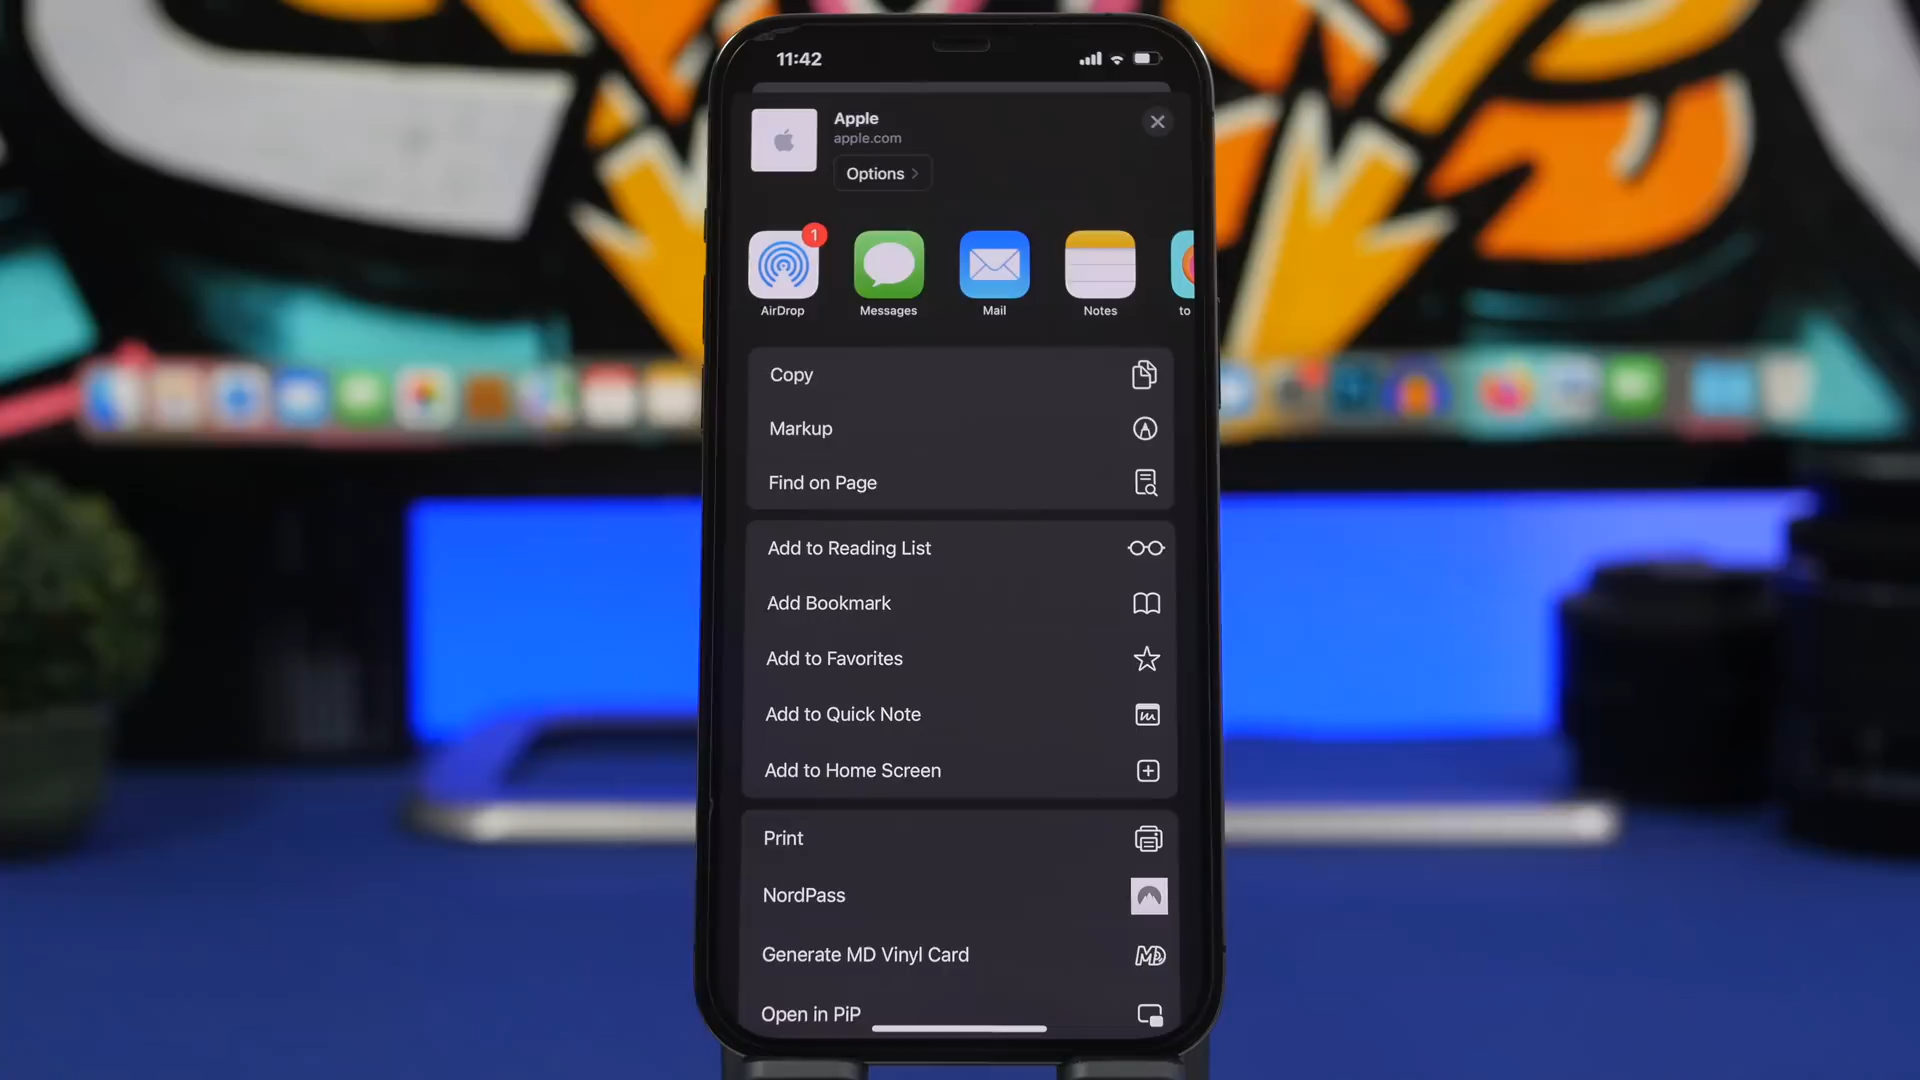 11:42
Apple
apple.com
Options
1
AirDrop
Messages
Mail
Notes
to
Copy
Markup
Find on Page
Add to Reading List
Add Bookmark
Add to Favorites
Add to Quick Note
Add to Home Screen
Print
NordPass
Generate MD Vinyl Card
MD
Open in PiP